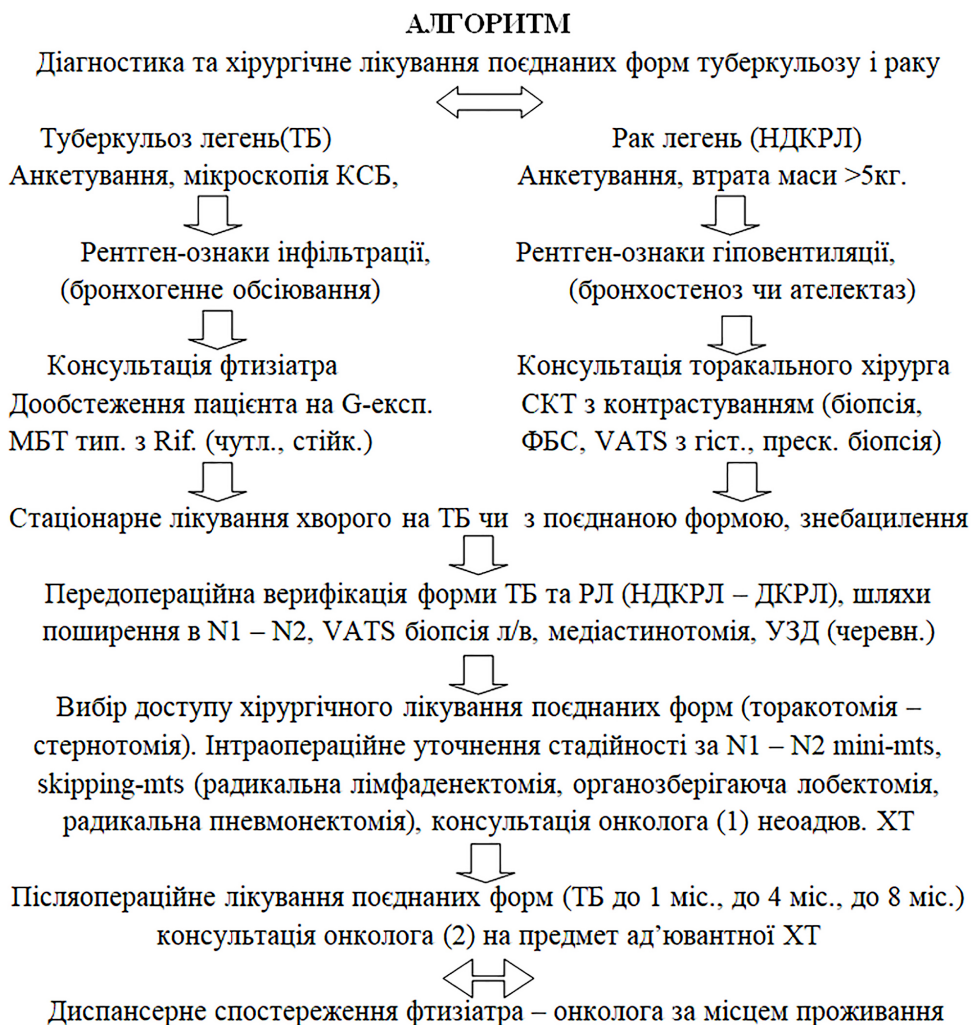 АЛГОРИТМ
Діагностика та хірургічне лікування поєднаних форм туберкульозу і раку
Туберкульоз легень(ТБ)
Анкетування, мікроскопія КСБ,
Рентген-ознаки інфільтрації,
(бронхогенне обсіювання)
Консультація фтизіатра
Дообстеження пацієнта на G-експ.
МБТ тип. з Rif. (чутл., стійк.)
Рак легень (НДКРЛ)
Анкетування, втрата маси >5кг.
Рентген-ознаки гіповентиляції,
(бронхостеноз чи ателектаз)
Консультація торакального хірурга
СКТ з контрастуванням (біопсія,
ФБС, VATS з гіст., преск. біопсія)
Стаціонарне лікування хворого на ТБ чи з поєднаною формою, знебацилення
Передопераційна верифікація форми ТБ та РЛ (НДКРЛ – ДКРЛ), шляхи
поширення в N1 – N2, VATS біопсія л/в, медіастинотомія, УЗД (черевн.)
Вибір доступу хірургічного лікування поєднаних форм (торакотомія –
стернотомія). Інтраопераційне уточнення стадійності за N1 – N2 mini-mts,
skipping-mts (радикальна лімфаденектомія, органозберігаюча лобектомія,
радикальна пневмонектомія), консультація онколога (1) неоадюв. ХТ
Післяопераційне лікування поєднаних форм (ТБ до 1 міс., до 4 міс., до 8 міс.)
консультація онколога (2) на предмет ад’ювантної ХТ
Диспансерне спостереження фтизіатра – онколога за місцем проживання